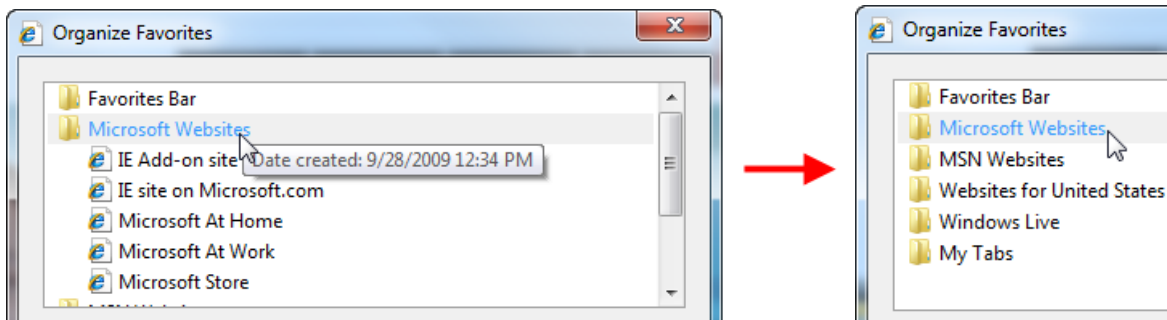 Organize Favorites
Favorites Bar
Microsoft Websites
IE Add-on site
Date created: 9/28/2009 12:34 PM
IE site on Microsoft.com
Microsoft At Home
Microsoft At Work
Microsoft Store
Organize Favorites
Favorites Bar
Microsoft Websites
MSN Websites
Websites for United States
Windows Live
My Tabs